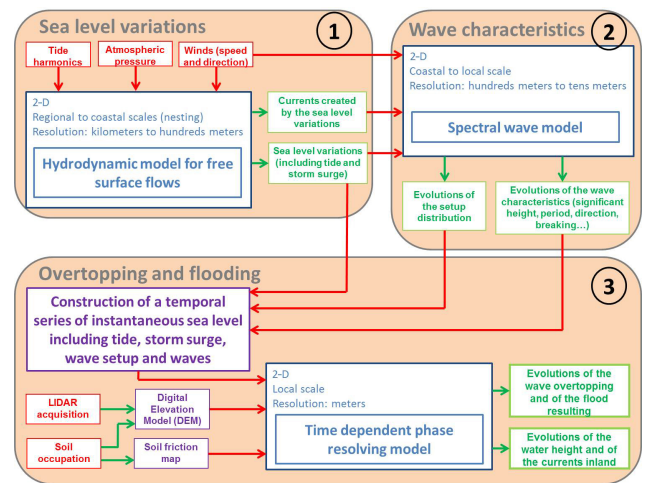 Sea level variations
1
Tide
harmonics
Atmospheric
pressure
Winds (speed
and direction)
2-D
Regional to coastal scales (nesting)
Resolution: kilometers to hundreds meters
Hydrodynamic model for free
surface flows
Currents created
by the sea level
variations
Sea level variations
(including tide and
storm surge)
Wave characteristics
2
2-D
Coastal to local scale
Resolution: hundreds meters to tens meters
Spectral wave model
Evolutions of
the setup
distribution
Evolutions of the wave
characteristics (significant
height, period, direction,
breaking...)
Overtopping and flooding
3
Construction of a temporal
series of instantaneous sea level
including tide, storm surge,
wave setup and waves
LIDAR
acquisition
Digital
Elevation
Model (DEM)
Soil
occupation
Soil friction
map
2-D
Local scale
Resolution: meters
Time dependent phase
resolving model
Evolutions of the
wave overtopping
and of the flood
resulting
Evolutions of the
water height and of
the currents inland